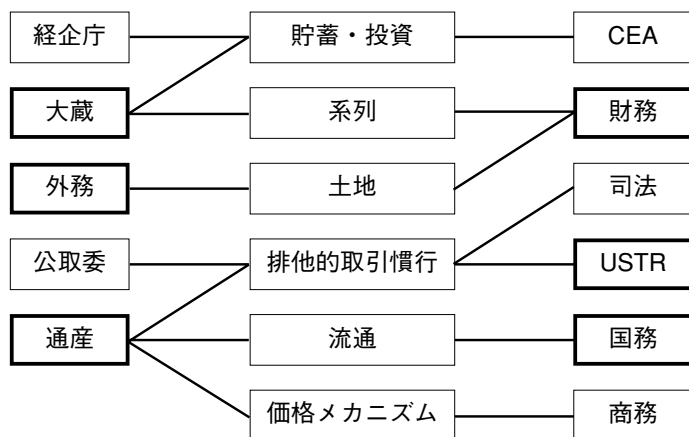 経企庁 貯蓄・投資 CEA
大蔵 系列 財務
外務 土地 司法
公取委 排他的取引慣行 USTR
通産 流通 国務
価格メカニズム 商務